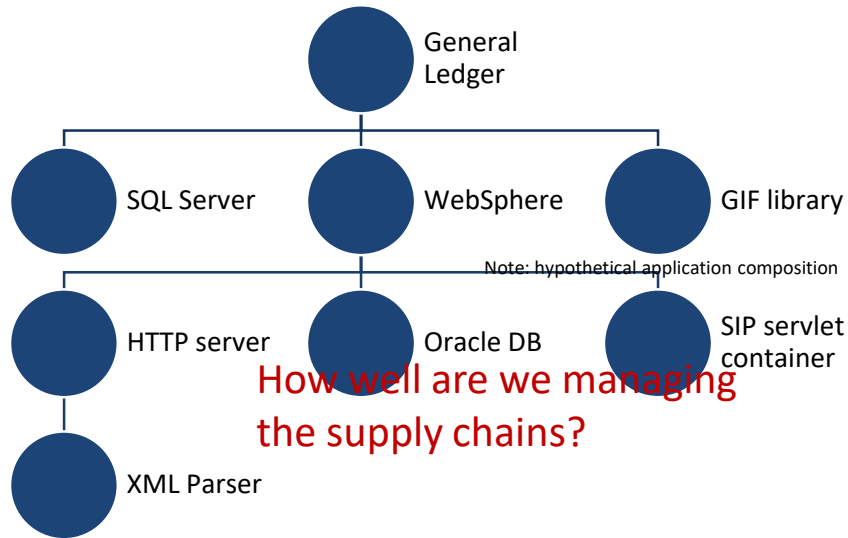 General
Ledger
SQL Server
WebSphere
GIF library
Note: hypothetical application composition
HTTP server
Oracle DB
SIP servlet
container
How well are we managing
the supply chains?
XML Parser